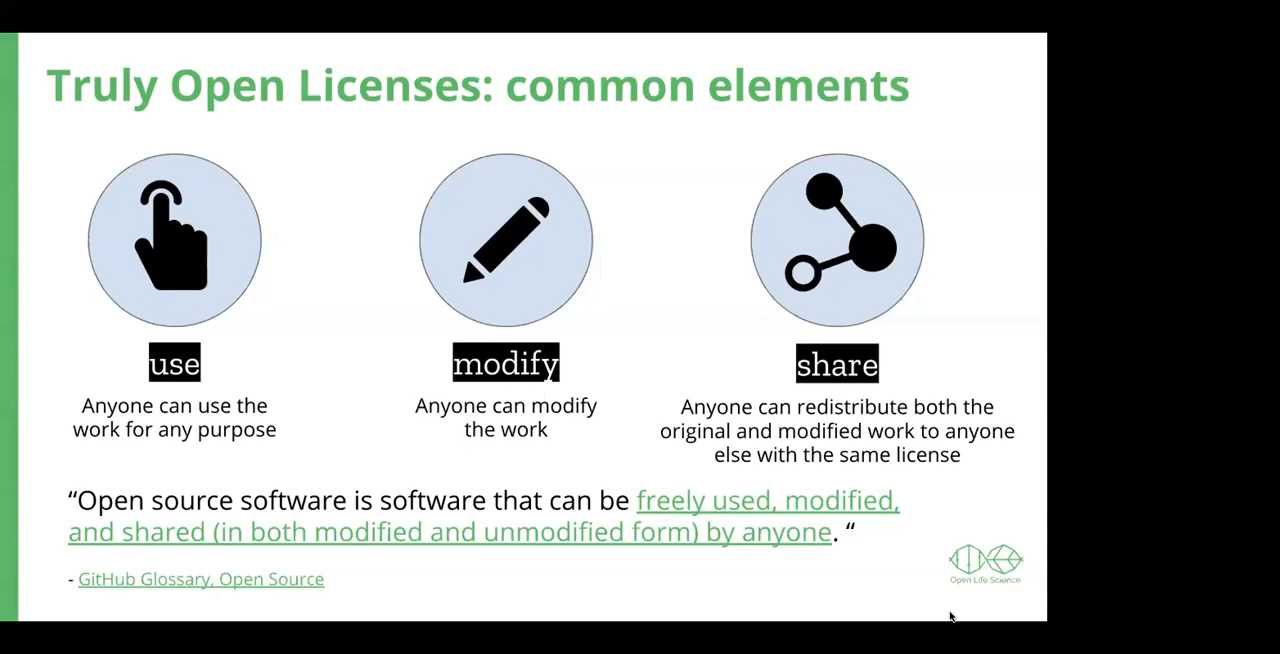 Truly Open Licenses: common elements
use
Anyone can use the
work for any purpose
modify
Anyone can modify
the work
share
Anyone can redistribute both the
original and modified work to anyone
else with the same license
“Open source software is software that can be freely used, modified,
and shared (in both modified and unmodified form) by anyone. “
- GitHub Glossary, Open Source
Open Life Science